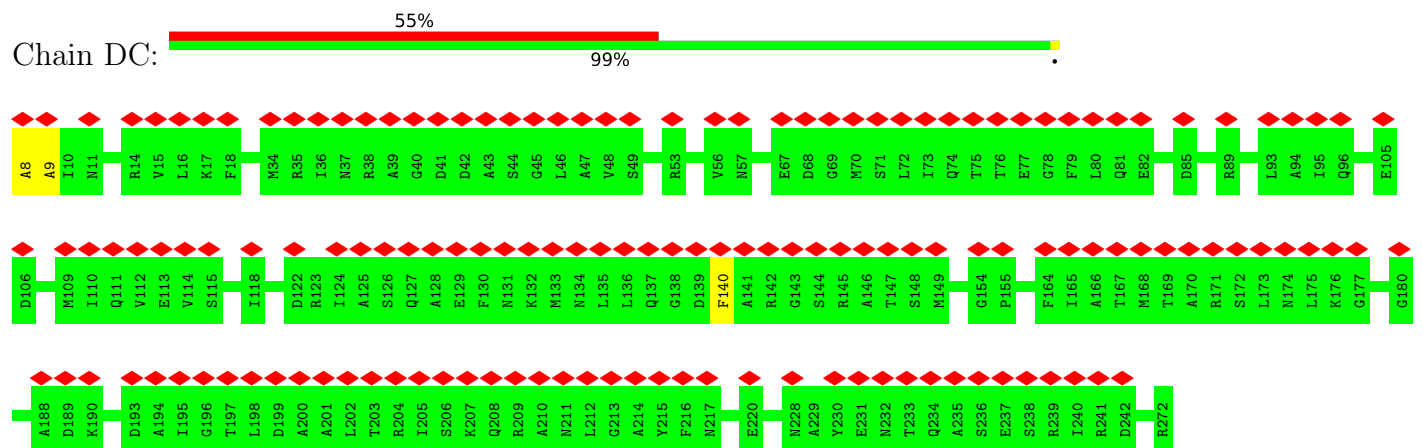 55%
Chain DC:
99%
•
A8 A9 I10 N11 R14 V15 L16 K17 F18 M34 R35 I36 N37 R38 A39 G40 D41 D42 A43 S44 G45 L46 A47 V48 S49 R53 V56 N57 E67 D68 G69 M70 S71 L72 I73 Q74 T75 T76 E77 G78 F79 L80 Q81 E82 D85 R89 L93 A94 I95 Q96 E105
D106 M109 I110 Q111 V112 E113 V114 S115 I118 D122 R123 I124 A125 S126 Q127 A128 E129 F130 N131 K132 M133 N134 L135 L136 Q137 G138 D139 F140 A141 R142 G143 S144 R145 A146 T147 S148 M149 G154 P155 F164 I165 A166 T167 M168 T169 A170 R171 S172 L173 N174 L175 K176 G177 G180
A188 D189 K190 D193 A194 I195 G196 T197 L198 D199 A200 A201 L202 T203 R204 I205 S206 K207 Q208 R209 A210 N211 L212 G213 A214 Y215 F216 N217 E220 N228 A229 Y230 E231 N232 T233 Q234 A235 S236 E237 S238 R239 I240 R241 D242 R272